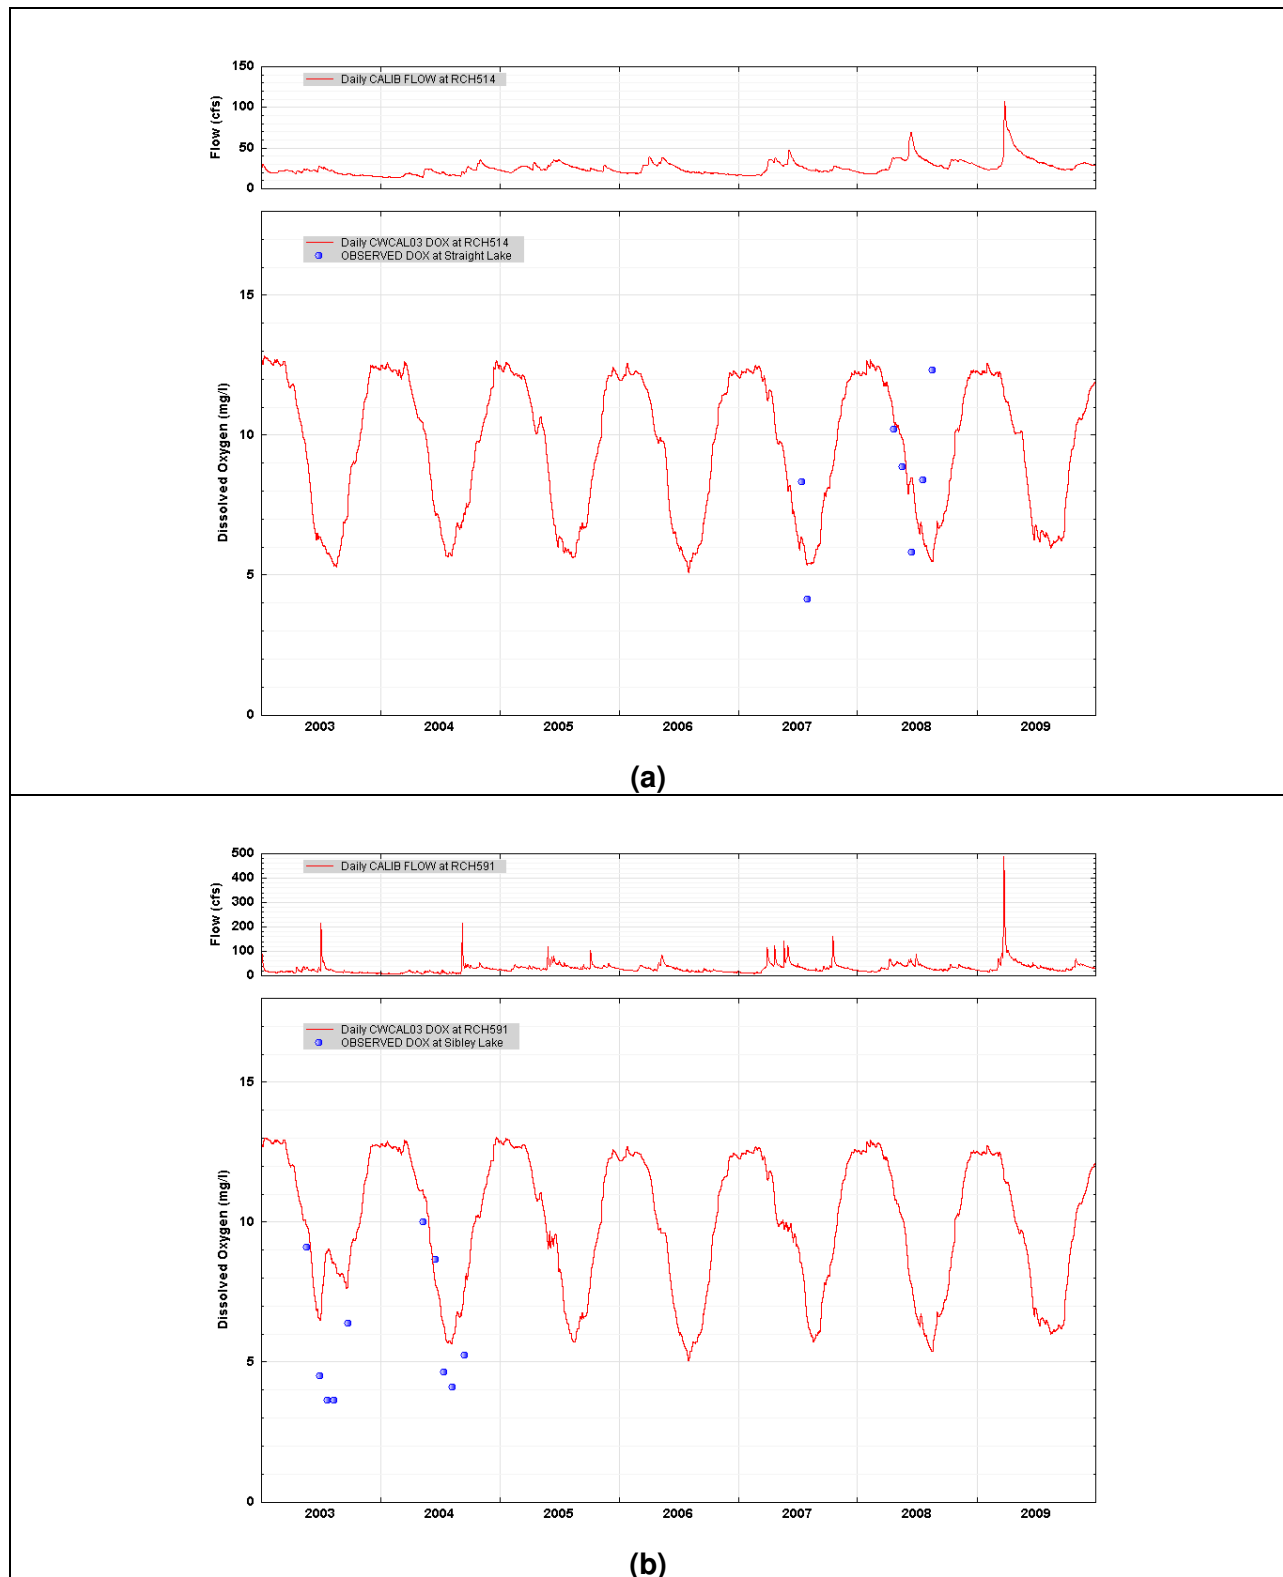 150
Daily CALIB FLOW at RCH514
100
Flow (cfs)
50
0
Daily CWCAL03 DOX at RCH514
OBSERVED DOX at Straight Lake
15
10
Dissolved Oxygen (mg/l)
5
0
2003 2004 2005 2006 2007 2008 2009
(a)
500
Daily CALIB FLOW at RCH591
400
300
Flow (cfs)
200
100
0
Daily CWCAL03 DOX at RCH591
OBSERVED DOX at Sibley Lake
15
10
Dissolved Oxygen (mg/l)
5
0
2003 2004 2005 2006 2007 2008 2009
(b)